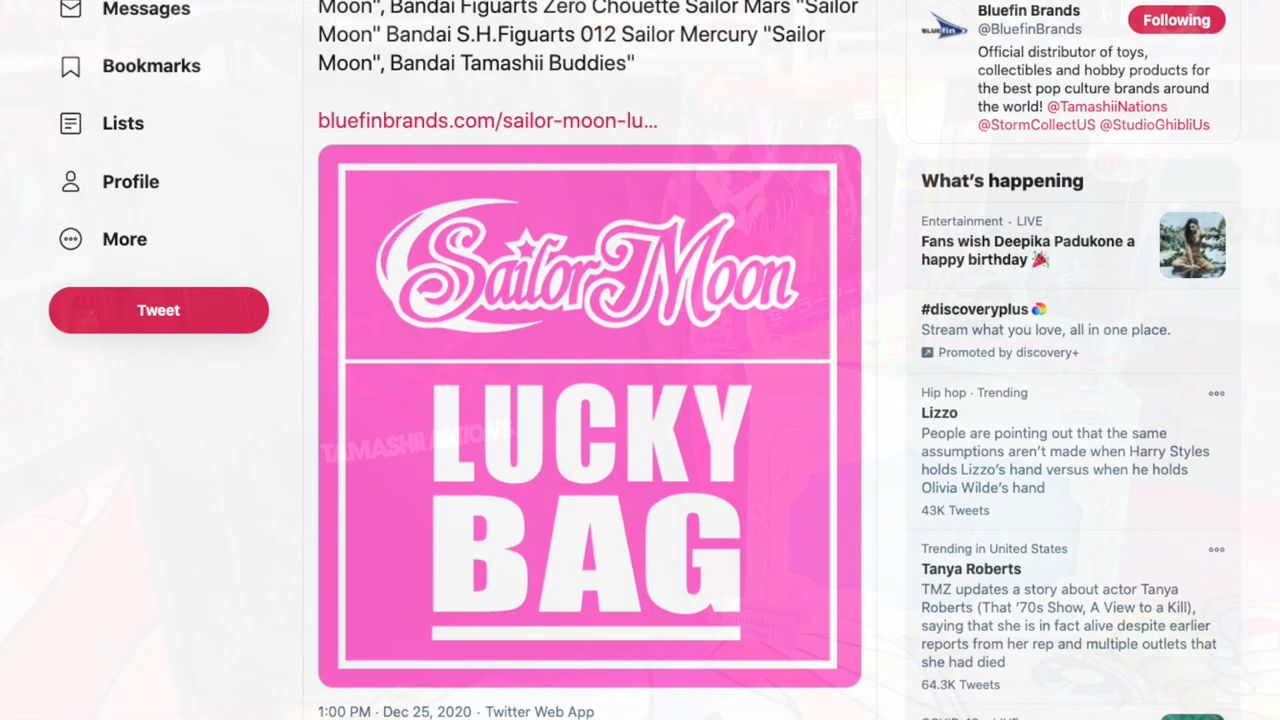 Messages
Bookmarks
Lists
Profile
More
Tweet
Moon", Bandai Figuarts Zero Chouette Sailor Mars "Sailor
Moon" Bandai S.H.Figuarts 012 Sailor Mercury "Sailor
Moon", Bandai Tamashii Buddies"
bluefinbrands.com/sailor-moon-lu...
Sailor Moon
LUCKY
BAG
TAMASHII NATIONS
1:00 PM · Dec 25, 2020 · Twitter Web App
BLUEfin
Bluefin Brands
@BluefinBrands
Following
Official distributor of toys,
collectibles and hobby products for
the best pop culture brands around
the world! @TamashiiNations
@StormCollectUS @StudioGhibliUs
What's happening
Entertainment · LIVE
Fans wish Deepika Padukone a
happy birthday 🎉
#discoveryplus
Stream what you love, all in one place.
Promoted by discovery+
Hip hop · Trending
Lizzo
People are pointing out that the same
assumptions aren't made when Harry Styles
holds Lizzo's hand versus when he holds
Olivia Wilde's hand
43K Tweets
Trending in United States
Tanya Roberts
TMZ updates a story about actor Tanya
Roberts (That '70s Show, A View to a Kill),
saying that she is in fact alive despite earlier
reports from her rep and multiple outlets that
she had died
64.3K Tweets